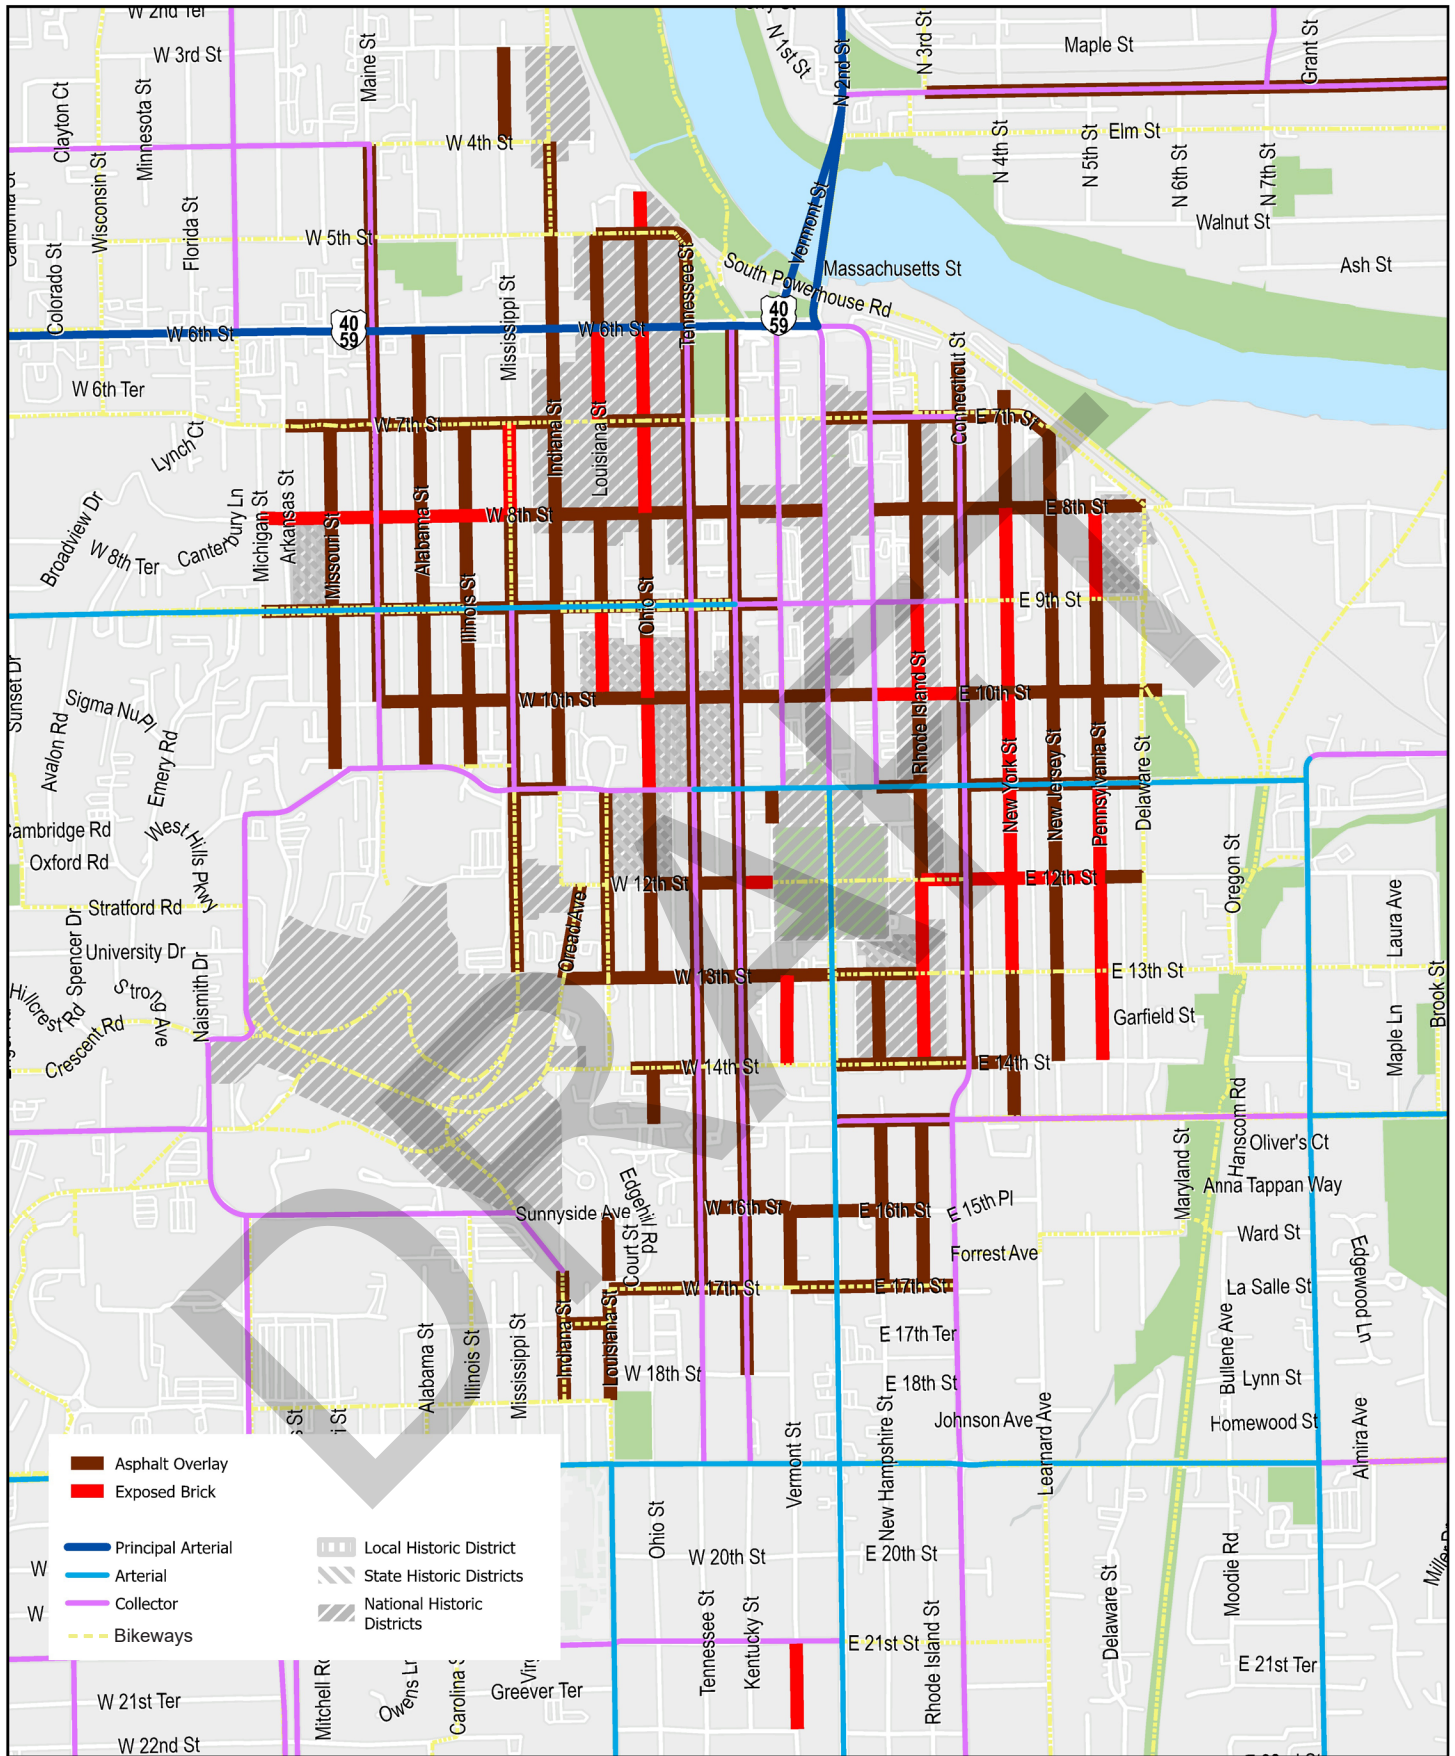 W 2nd Ter
W 3rd St
Maine St
N 1st St
N 2nd St
N 3rd St
Maple St
Grant St
Clayton Ct
Minnesota St
W 4th St
Elm St
N 4th St
N 5th St
N 6th St
N 7th St
Wisconsin St
Florida St
Colorado St
W 5th St
Vermont St
Walnut St
Ash St
Tennessee St
South Powerhouse Rd
Massachusetts St
Mississippi St
40
59
40
59
W 6th St
W 6th St
Connecticut St
W 6th Ter
W 7th St
Indiana St
Louisiana St
E 7th St
Lynch Ct
Broadview Dr
Canterbury Ln
Michigan St
Arkansas St
Missouri St
Alabama St
W 8th St
E 8th St
W 8th Ter
Illinois St
Ohio St
E 9th St
Sunset Dr
Sigma Nu Pl
Avalon Rd
Emery Rd
W 10th St
Rhode Island St
E 10th St
New York St
New Jersey St
Pennsylvania St
Delaware St
Cambridge Rd
West Hills Pkwy
Oxford Rd
Oregon St
Stratford Rd
W 12th St
E 12th St
Laura Ave
Spencer Dr
University Dr
Oread Ave
Strong Ave
Naismith Dr
W 13th St
E 13th St
Brook St
Hillcrest Rd
Crescent Rd
Garfield St
Maple Ln
W 14th St
E 14th St
Hanscom Rd
Maryland St
Oliver's Ct
Edgehill Rd
Anna Tappan Way
Sunnyside Ave
W 16th St
E 16th St
E 15th Pl
Court St
Ward St
Forrest Ave
Edgewood Ln
W 17th St
E 17th St
La Salle St
Indiana St
Louisiana St
Alabama St
Illinois St
Mississippi St
E 17th Ter
Bullene Ave
W 18th St
E 18th St
Lynn St
Johnson Ave
Homewood St
Learnard Ave
Almira Ave
Vermont St
New Hampshire St
DRAFT
Asphalt Overlay
Exposed Brick
Principal Arterial
Arterial
Collector
Bikeways
Local Historic District
State Historic Districts
National Historic
Districts
Ohio St
W 20th St
E 20th St
Moodie Rd
Delaware St
Tennessee St
Kentucky St
Rhode Island St
E 21st St
E 21st Ter
W 21st Ter
Mitchell Rd
Owens Ln
Greever Ter
W 22nd St